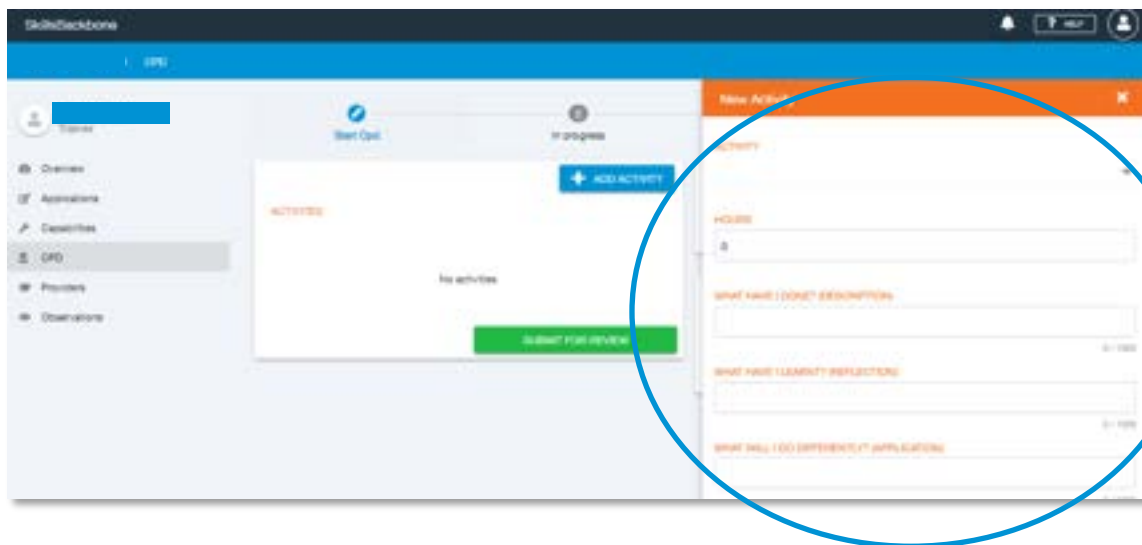 SkillsBackbone
? HELP
CPD
Trainee
Overview
Applications
Capabilities
CPD
Providers
Observations
Start Cpd
In progress
ADD ACTIVITY
ACTIVITIES
No activities
SUBMIT FOR REVIEW
New Activity
ACTIVITY
HOURS
0
WHAT HAVE I DONE? (DESCRIPTION)
0 / 1000
WHAT HAVE I LEARNT? (REFLECTION)
0 / 1000
WHAT WILL I DO DIFFERENTLY? (APPLICATION)